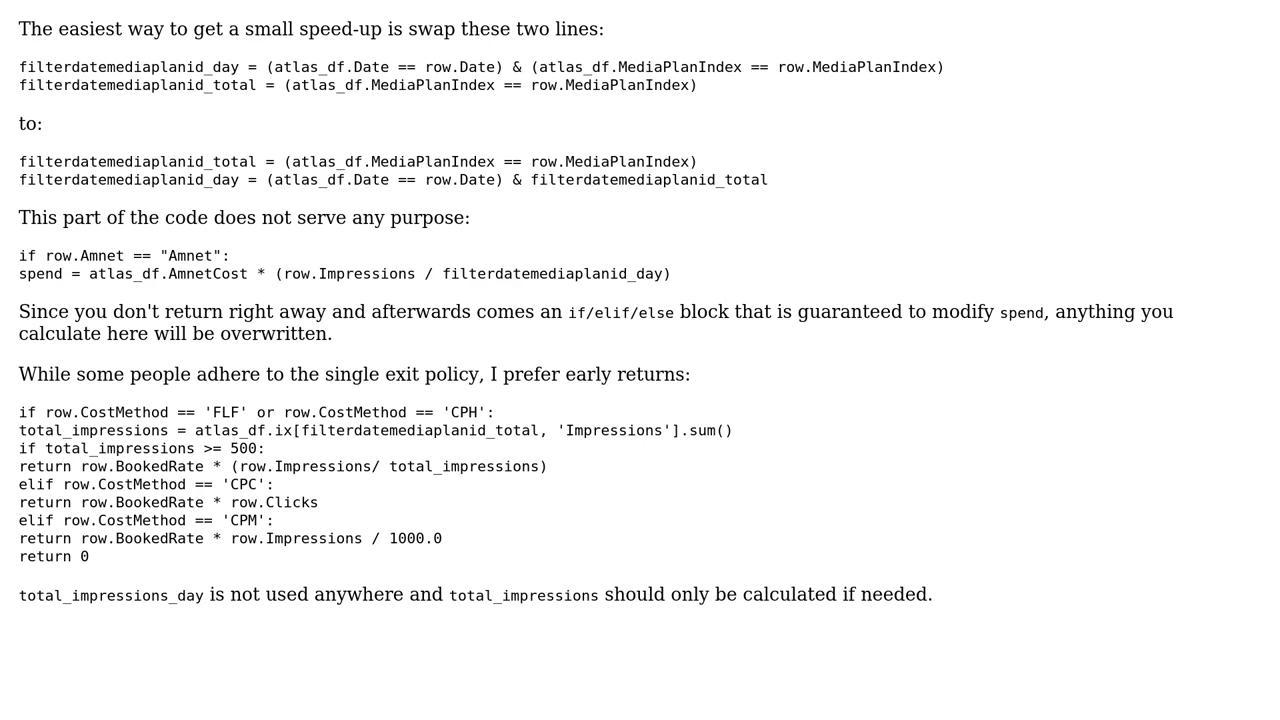 The easiest way to get a small speed-up is swap these two lines:
filterdatemediaplanid_day = (atlas_df.Date == row.Date) & (atlas_df.MediaPlanIndex == row.MediaPlanIndex)
filterdatemediaplanid_total = (atlas_df.MediaPlanIndex == row.MediaPlanIndex)
to:
filterdatemediaplanid_total = (atlas_df.MediaPlanIndex == row.MediaPlanIndex)
filterdatemediaplanid_day = (atlas_df.Date == row.Date) & filterdatemediaplanid_total
This part of the code does not serve any purpose:
if row.Amnet == "Amnet":
spend = atlas_df.AmnetCost * (row.Impressions / filterdatemediaplanid_day)
Since you don't return right away and afterwards comes an if/elif/else block that is guaranteed to modify spend, anything you
calculate here will be overwritten.
While some people adhere to the single exit policy, I prefer early returns:
if row.CostMethod == 'FLF' or row.CostMethod == 'CPH':
total_impressions = atlas_df.ix[filterdatemediaplanid_total, 'Impressions'].sum()
if total_impressions >= 500:
return row.BookedRate * (row.Impressions/ total_impressions)
elif row.CostMethod == 'CPC':
return row.BookedRate * row.Clicks
elif row.CostMethod == 'CPM':
return row.BookedRate * row.Impressions / 1000.0
return 0
total_impressions_day is not used anywhere and total_impressions should only be calculated if needed.